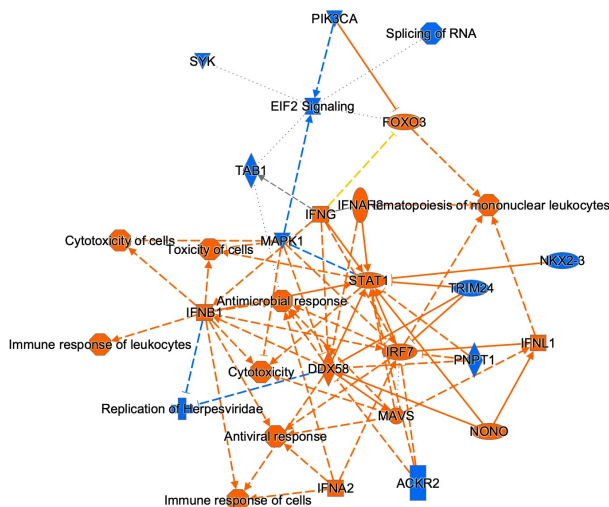 PIK3CA
Splicing of RNA
SYK
EIF2 Signaling
FOXO3
TAB1
IFNG
IFNAR2
Hematopoiesis of mononuclear leukocytes
Cytotoxicity of cells
Toxicity of cells
MAPK1
NKX2-3
STAT1
TRIM24
Antimicrobial response
IFNB1
Immune response of leukocytes
IRF7
IFNL1
PNPT1
Cytotoxicity
DDX58
Replication of Herpesviridae
MAVS
Antiviral response
NONO
IFNA2
ACKR2
Immune response of cells